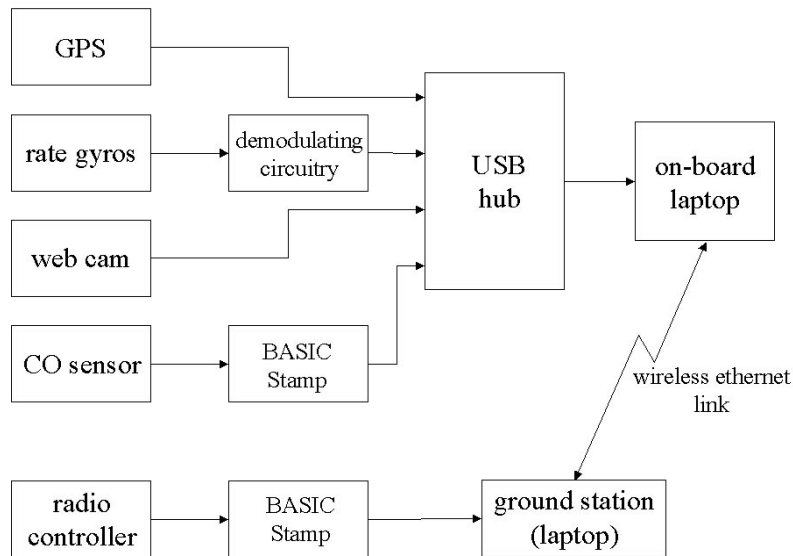 GPS
rate gyros
demodulating
circuitry
web cam
CO sensor
BASIC
Stamp
USB
hub
on-board
laptop
wireless ethernet
link
radio
controller
BASIC
Stamp
ground station
(laptop)